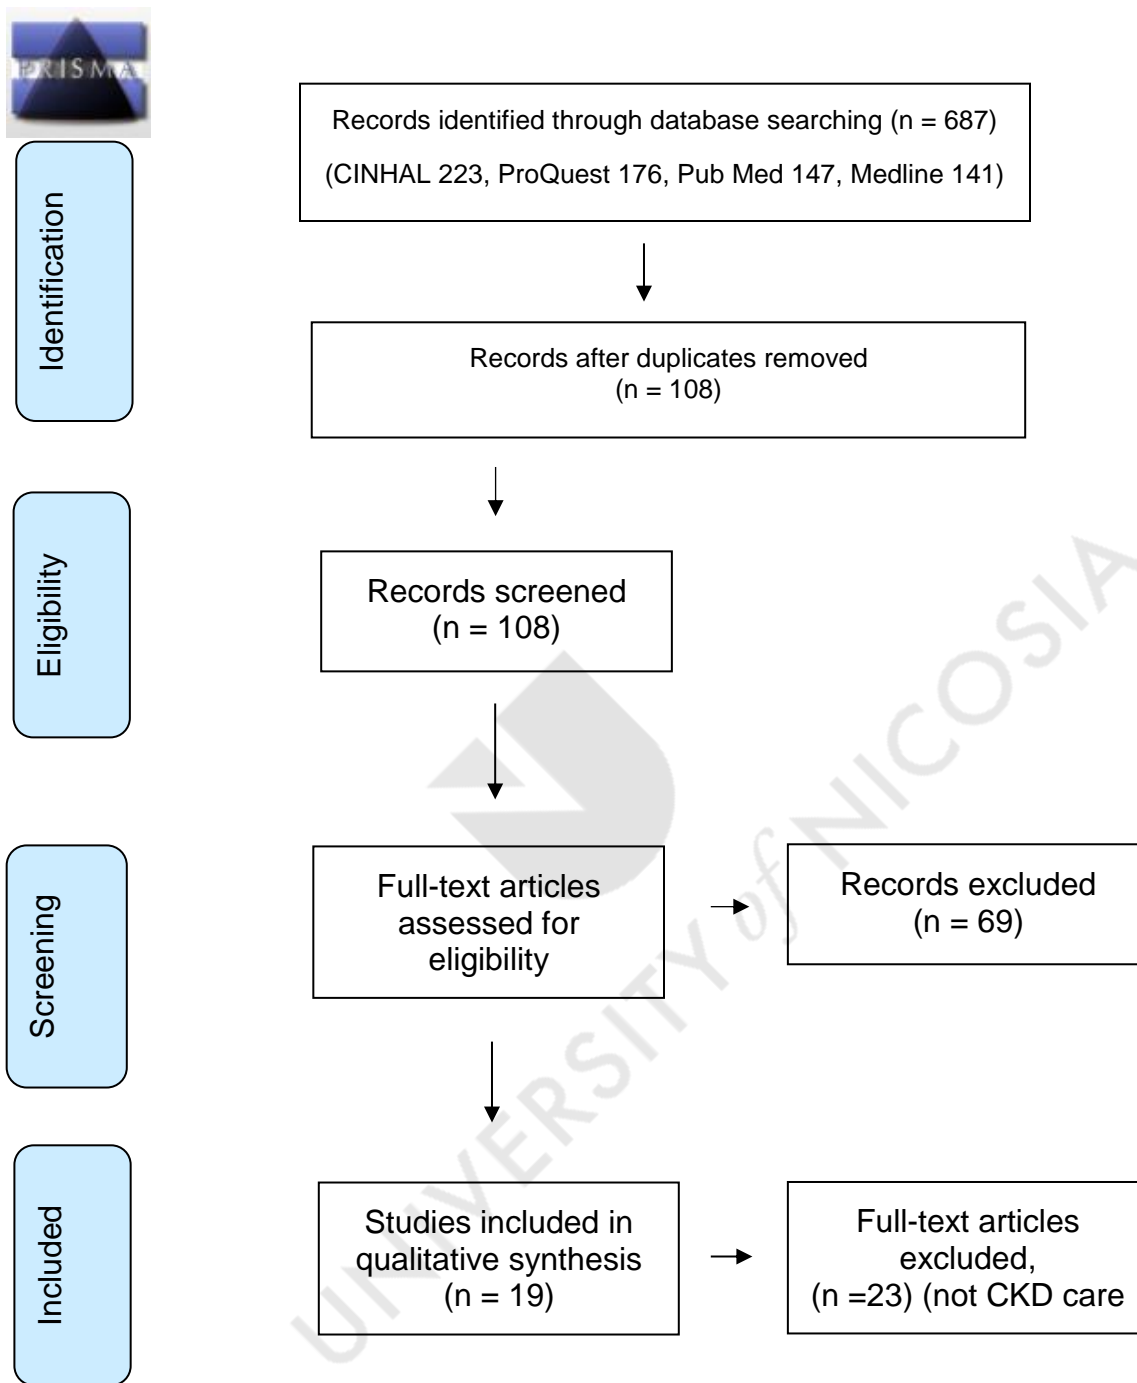 PRISMA
Identification
Records identified through database searching (n = 687)
(CINHAL 223, ProQuest 176, Pub Med 147, Medline 141)
Records after duplicates removed
(n = 108)
Eligibility
Records screened
(n = 108)
Screening
Full-text articles
assessed for
eligibility
Records excluded
(n = 69)
Included
Studies included in
qualitative synthesis
(n = 19)
Full-text articles
excluded,
(n =23) (not CKD care
UNIVERSITY of NICOSIA